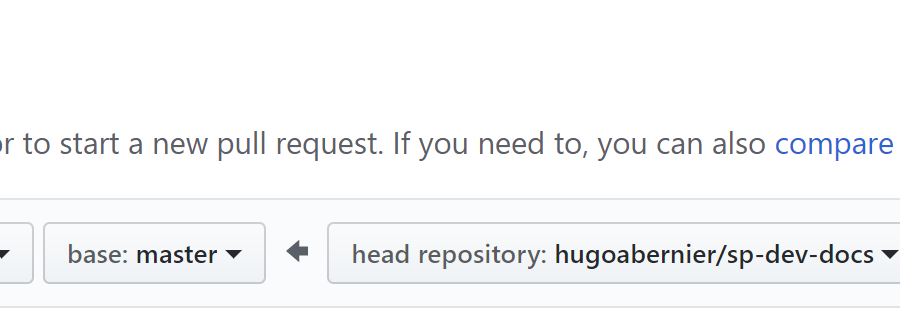 or to start a new pull request. If you need to, you can also compare
base: master head repository: hugoabernier/sp-dev-docs